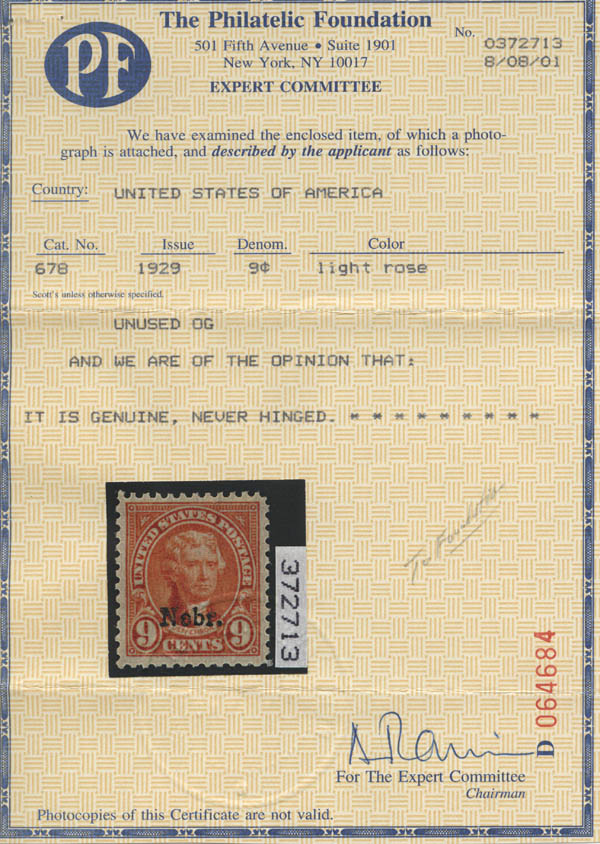 PF
The Philatelic Foundation
501 Fifth Avenue • Suite 1901
New York, NY 10017
EXPERT COMMITTEE
No. 0372713
8/08/01
We have examined the enclosed item, of which a photo-
graph is attached, and described by the applicant as follows:
Country: UNITED STATES OF AMERICA
Cat. No. Issue Denom. Color
678 1929 9¢ light rose
Scott's unless otherwise specified.
UNUSED OG
AND WE ARE OF THE OPINION THAT:
IT IS GENUINE, NEVER HINGED. * * * * * * * * *
UNITED STATES POSTAGE
Nebr.
9 CENTS 9
372713
To
D 064684
For The Expert Committee
Chairman
Photocopies of this Certificate are not valid.